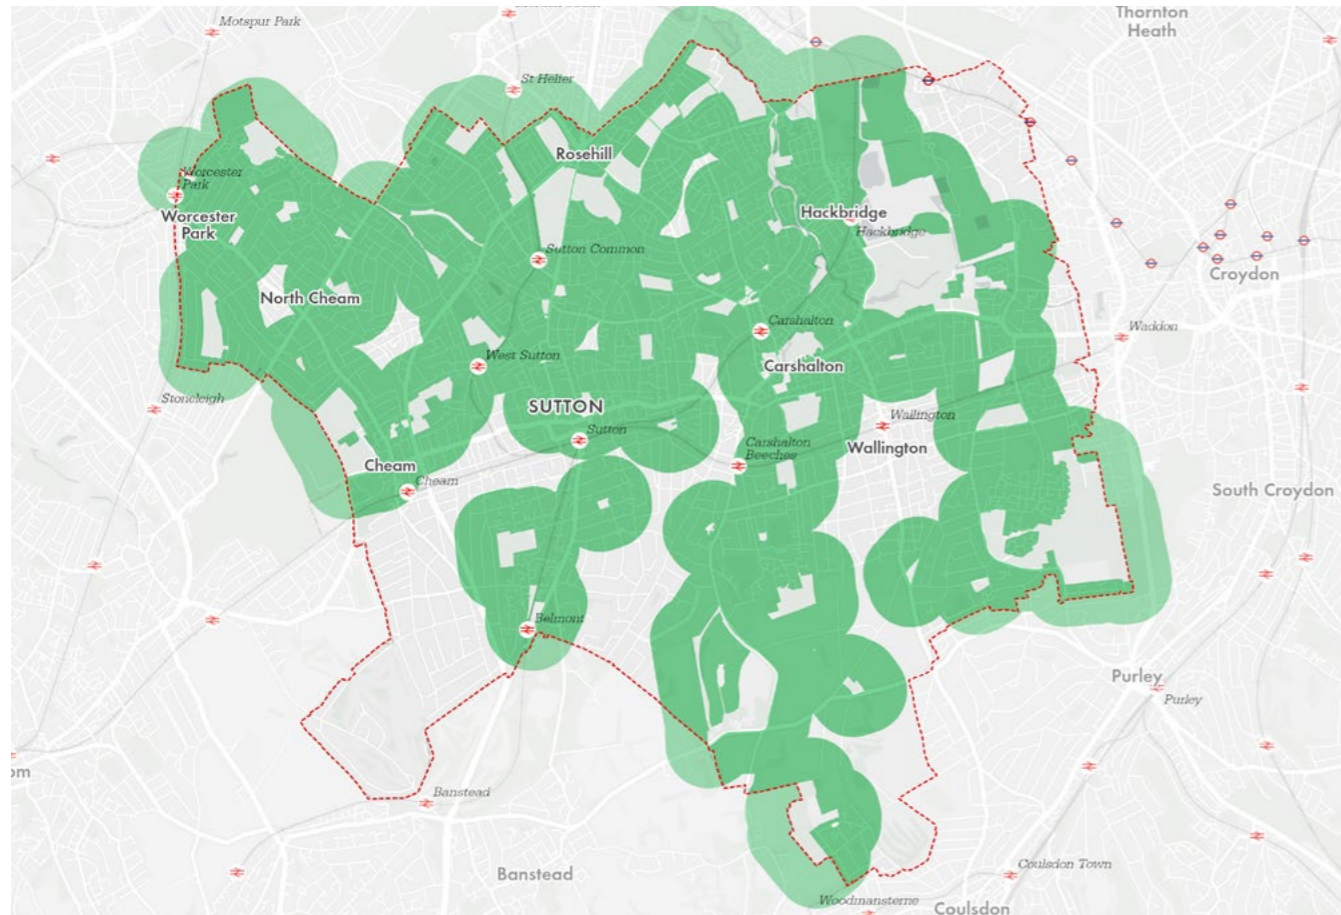 Motspur Park
Thornton
Heath
St Helier
Rosehill
Worcester
Park
Worcester
Park
Hackbridge
Hackbridge
Sutton Common
Croydon
North Cheam
Carshalton
Waddon
West Sutton
Carshalton
Stoneleigh
SUTTON
Wallington
Sutton
Carshalton
Beeches
Wallington
Cheam
Cheam
South Croydon
Belmont
Purley
Purley
om
Banstead
Banstead
Coulsdon Town
Woodmansterne
Coulsdon